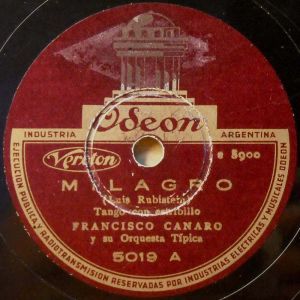 Odeon
INDUSTRIA ARGENTINA
Veroton e 8900
MILAGRO
(Luis Rubistein)
Tango con estribillo
FRANCISCO CANARO
y su Orquesta Típica
5019 A
EJECUCION PUBLICA Y RADIOTRANSMISION RESERVADAS POR INDUSTRIAS ELECTRICAS Y MUSICALES ODEON